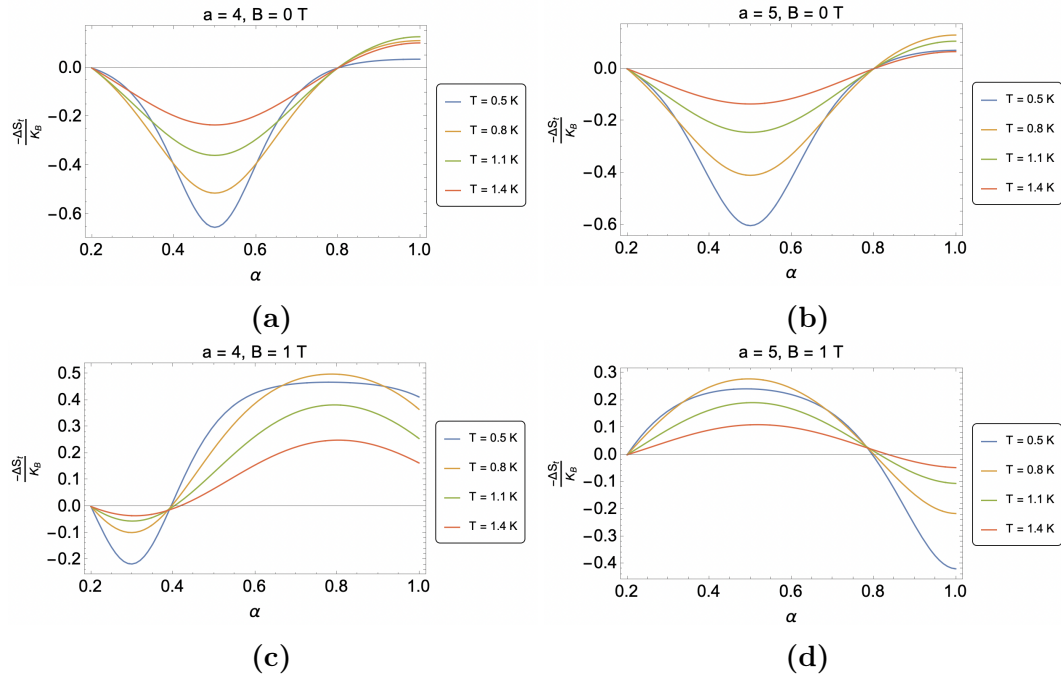 a = 4, B = 0 T
0.0
-0.2
-0.4
-0.6
-ΔSₜ
K_B
0.2 0.4 0.6 0.8 1.0
α
T = 0.5 K
T = 0.8 K
T = 1.1 K
T = 1.4 K
(a)
a = 5, B = 0 T
0.0
-0.2
-0.4
-0.6
-ΔSₜ
K_B
0.2 0.4 0.6 0.8 1.0
α
T = 0.5 K
T = 0.8 K
T = 1.1 K
T = 1.4 K
(b)
a = 4, B = 1 T
0.5
0.4
0.3
0.2
0.1
0.0
-0.1
-0.2
-ΔSₜ
K_B
0.2 0.4 0.6 0.8 1.0
α
T = 0.5 K
T = 0.8 K
T = 1.1 K
T = 1.4 K
(c)
a = 5, B = 1 T
0.3
0.2
0.1
0.0
-0.1
-0.2
-0.3
-0.4
-ΔSₜ
K_B
0.2 0.4 0.6 0.8 1.0
α
T = 0.5 K
T = 0.8 K
T = 1.1 K
T = 1.4 K
(d)